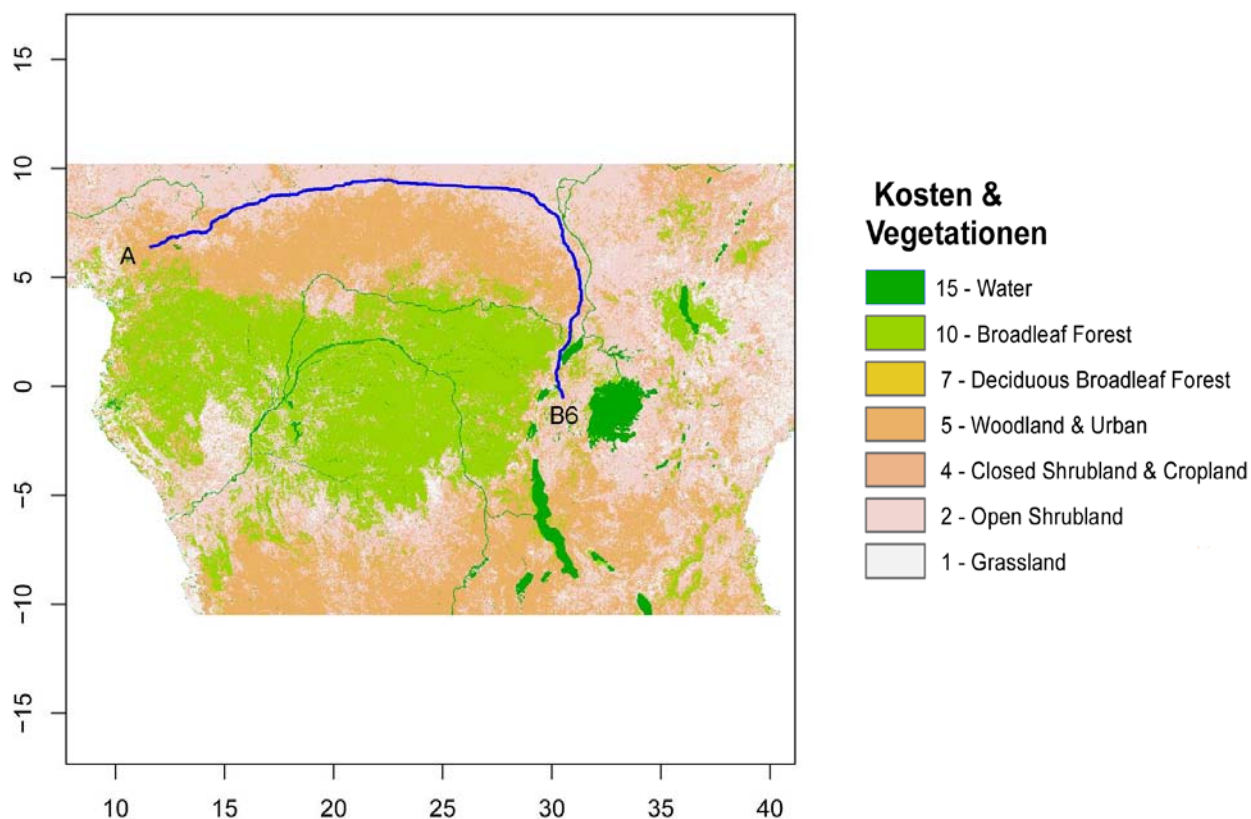 15
10
5
0
−5
−10
−15
A
B6
10 15 20 25 30 35 40
Kosten &
Vegetationen
15 - Water
10 - Broadleaf Forest
7 - Deciduous Broadleaf Forest
5 - Woodland & Urban
4 - Closed Shrubland & Cropland
2 - Open Shrubland
1 - Grassland